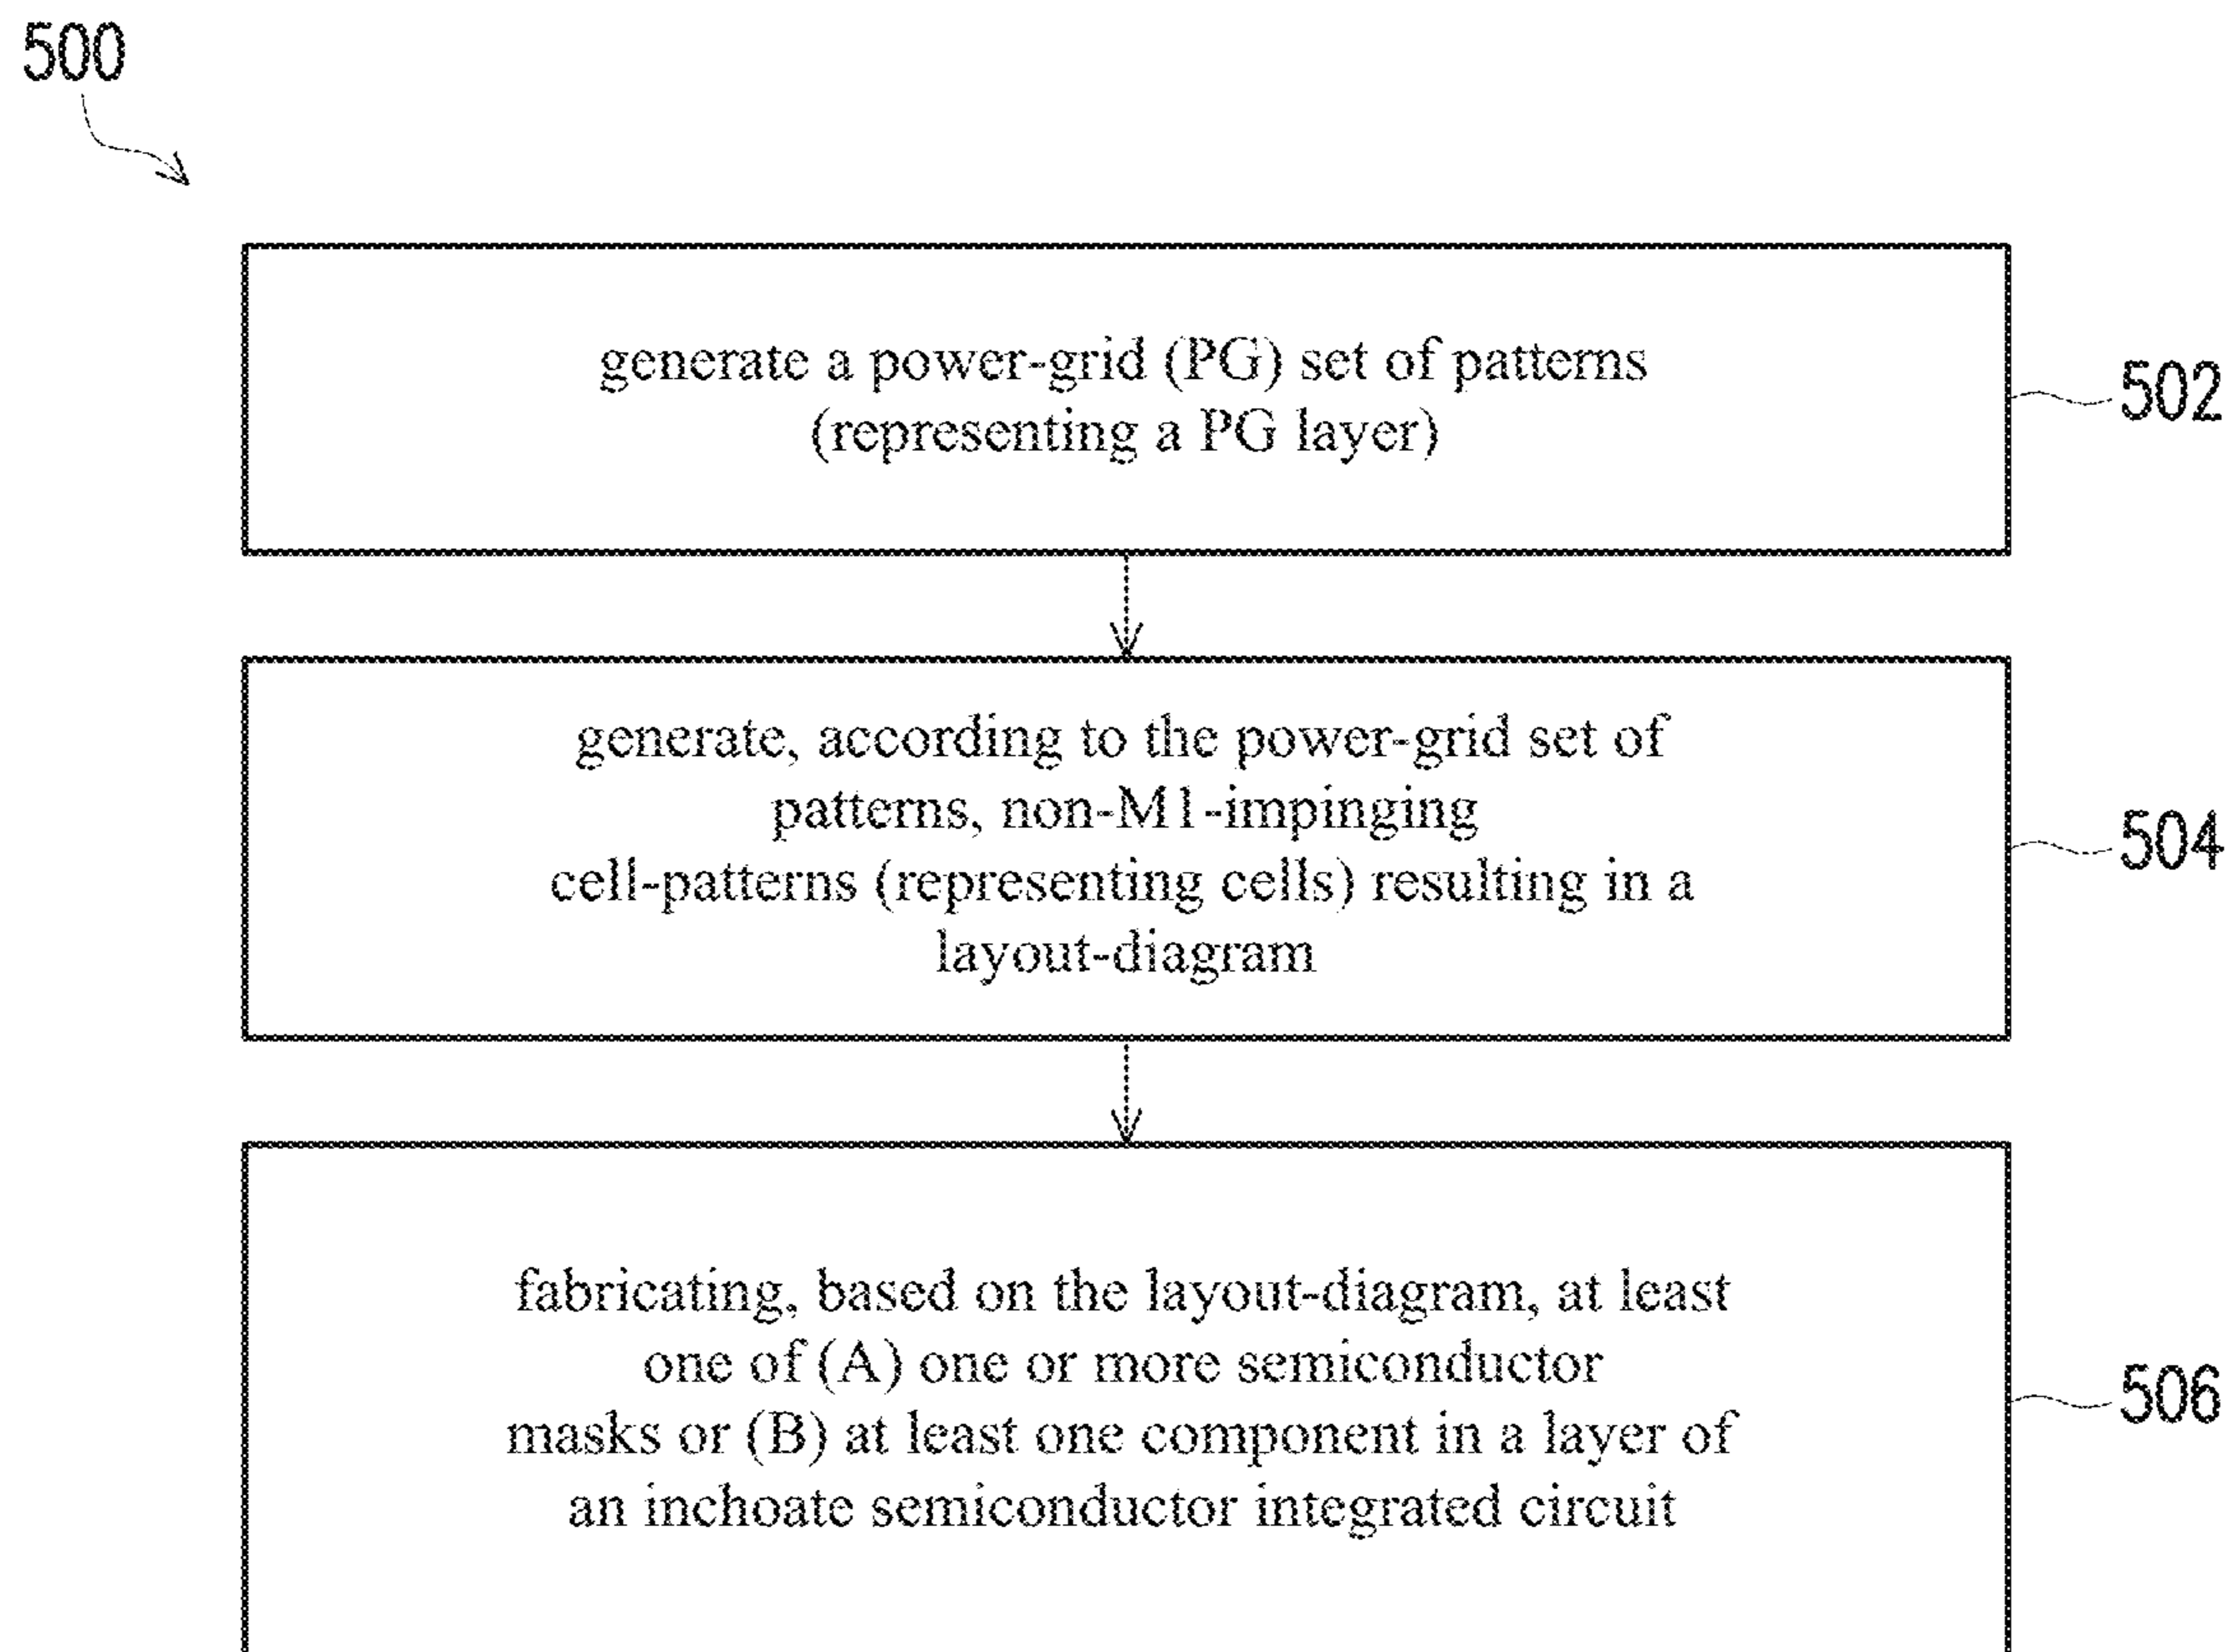 500
generate a power-grid (PG) set of patterns
(representing a PG layer)
502
generate, according to the power-grid set of
patterns, non-M1-impinging
cell-patterns (representing cells) resulting in a
layout-diagram
504
fabricating, based on the layout-diagram, at least
one of (A) one or more semiconductor
masks or (B) at least one component in a layer of
an inchoate semiconductor integrated circuit
506